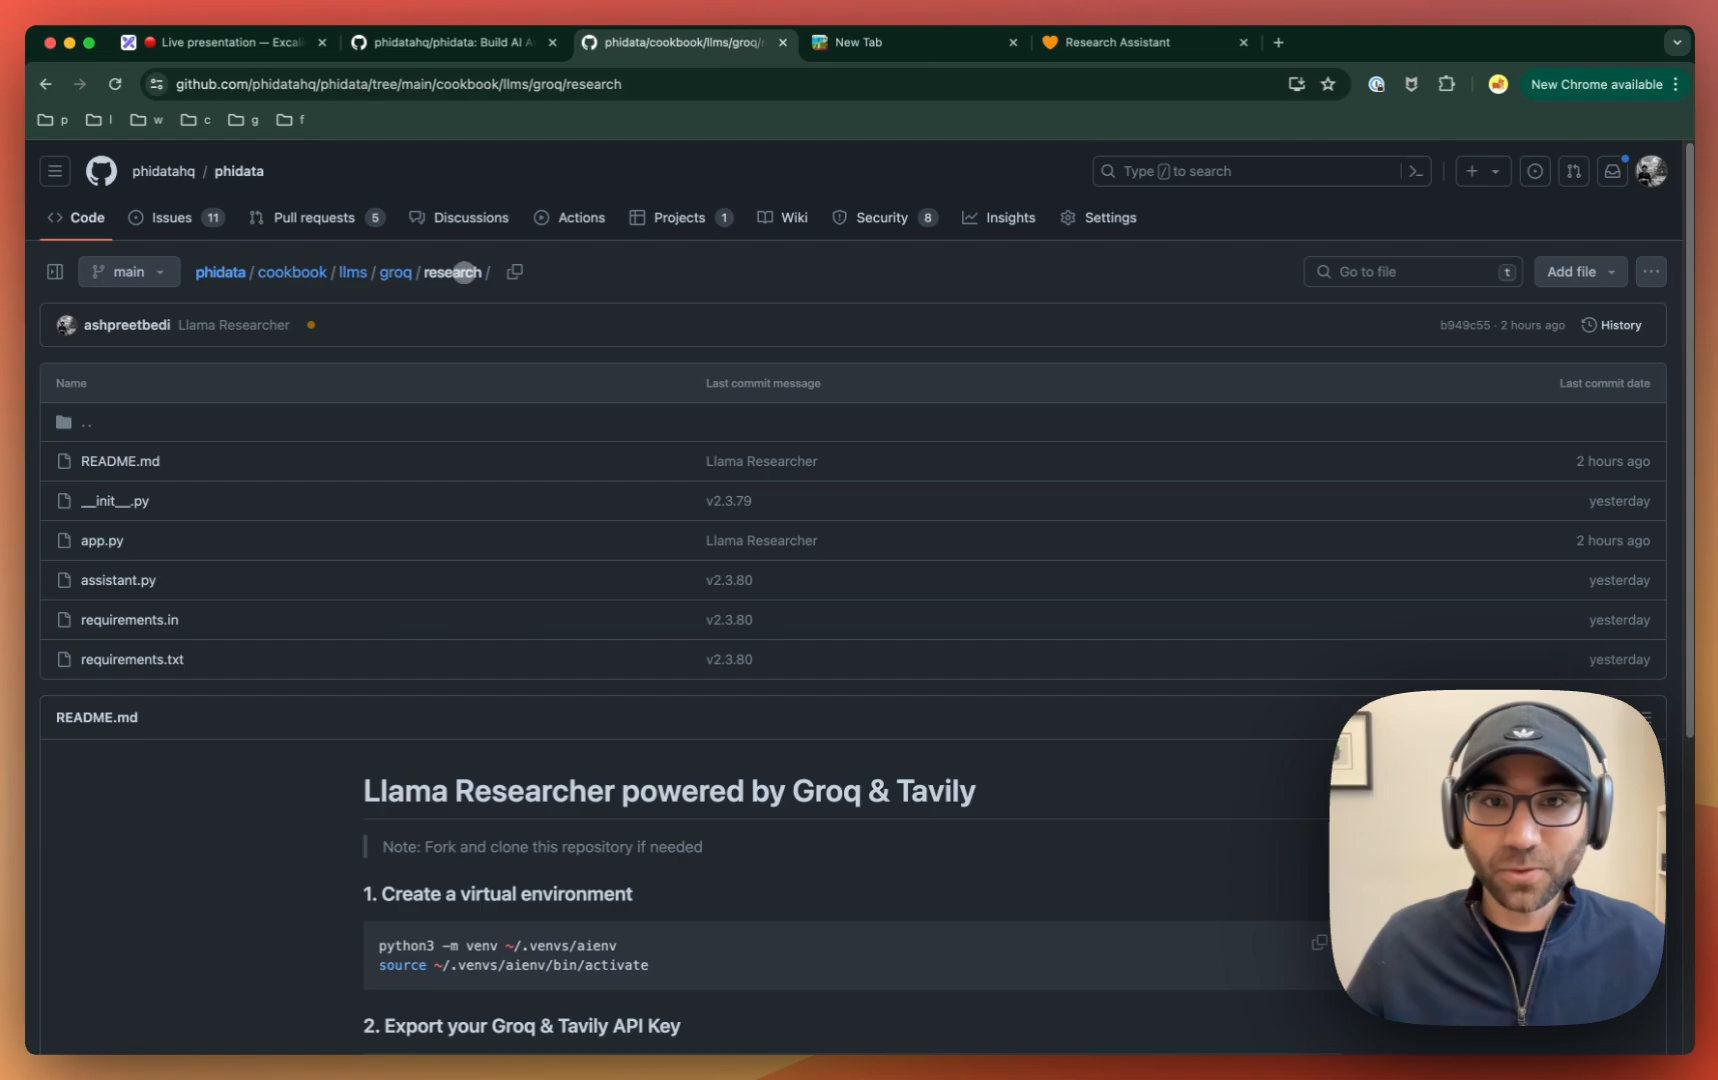 Live presentation — Excali
phidatahq/phidata: Build AI A
phidata/cookbook/llms/groq/r
New Tab
Research Assistant
github.com/phidatahq/phidata/tree/main/cookbook/llms/groq/research
New Chrome available
p l w c g f
phidatahq / phidata
Type / to search
Code
Issues 11
Pull requests 5
Discussions
Actions
Projects 1
Wiki
Security 8
Insights
Settings
main
phidata / cookbook / llms / groq / research /
Go to file t
Add file
ashpreetbedi Llama Researcher
b949c55 · 2 hours ago
History
Name Last commit message Last commit date
..
README.md Llama Researcher 2 hours ago
__init__.py v2.3.79 yesterday
app.py Llama Researcher 2 hours ago
assistant.py v2.3.80 yesterday
requirements.in v2.3.80 yesterday
requirements.txt v2.3.80 yesterday
README.md
Llama Researcher powered by Groq & Tavily
Note: Fork and clone this repository if needed
1. Create a virtual environment
python3 -m venv ~/.venvs/aienv
source ~/.venvs/aienv/bin/activate
2. Export your Groq & Tavily API Key